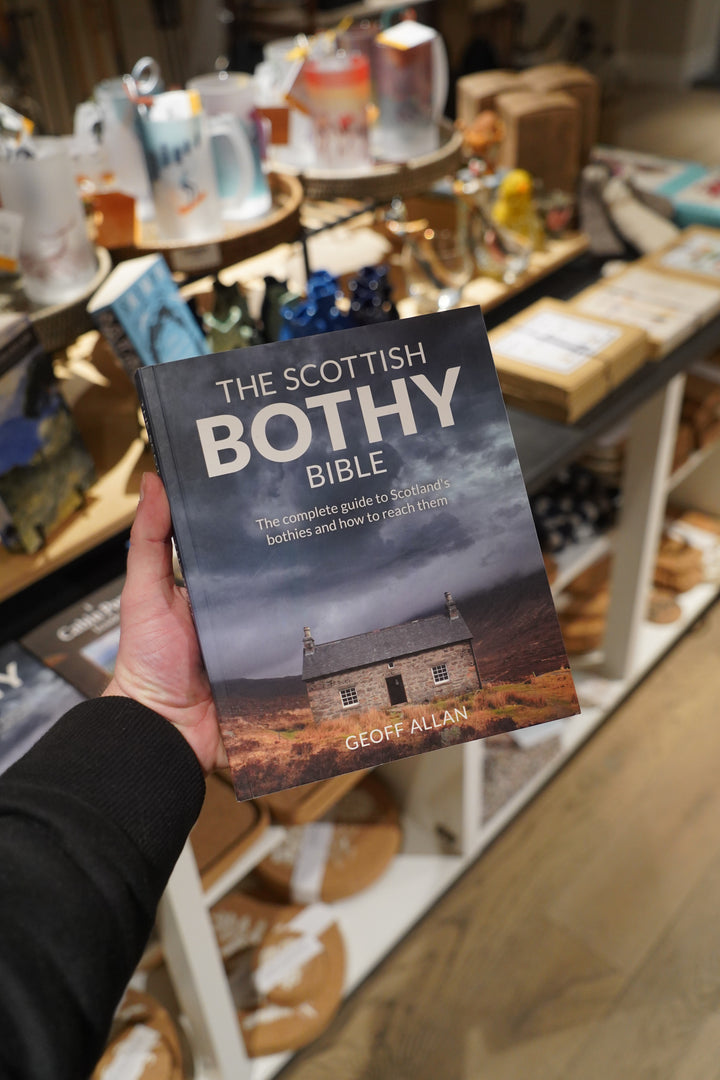 THE SCOTTISH
BOTHY
BIBLE
The complete guide to Scotland's
bothies and how to reach them
GEOFF ALLAN